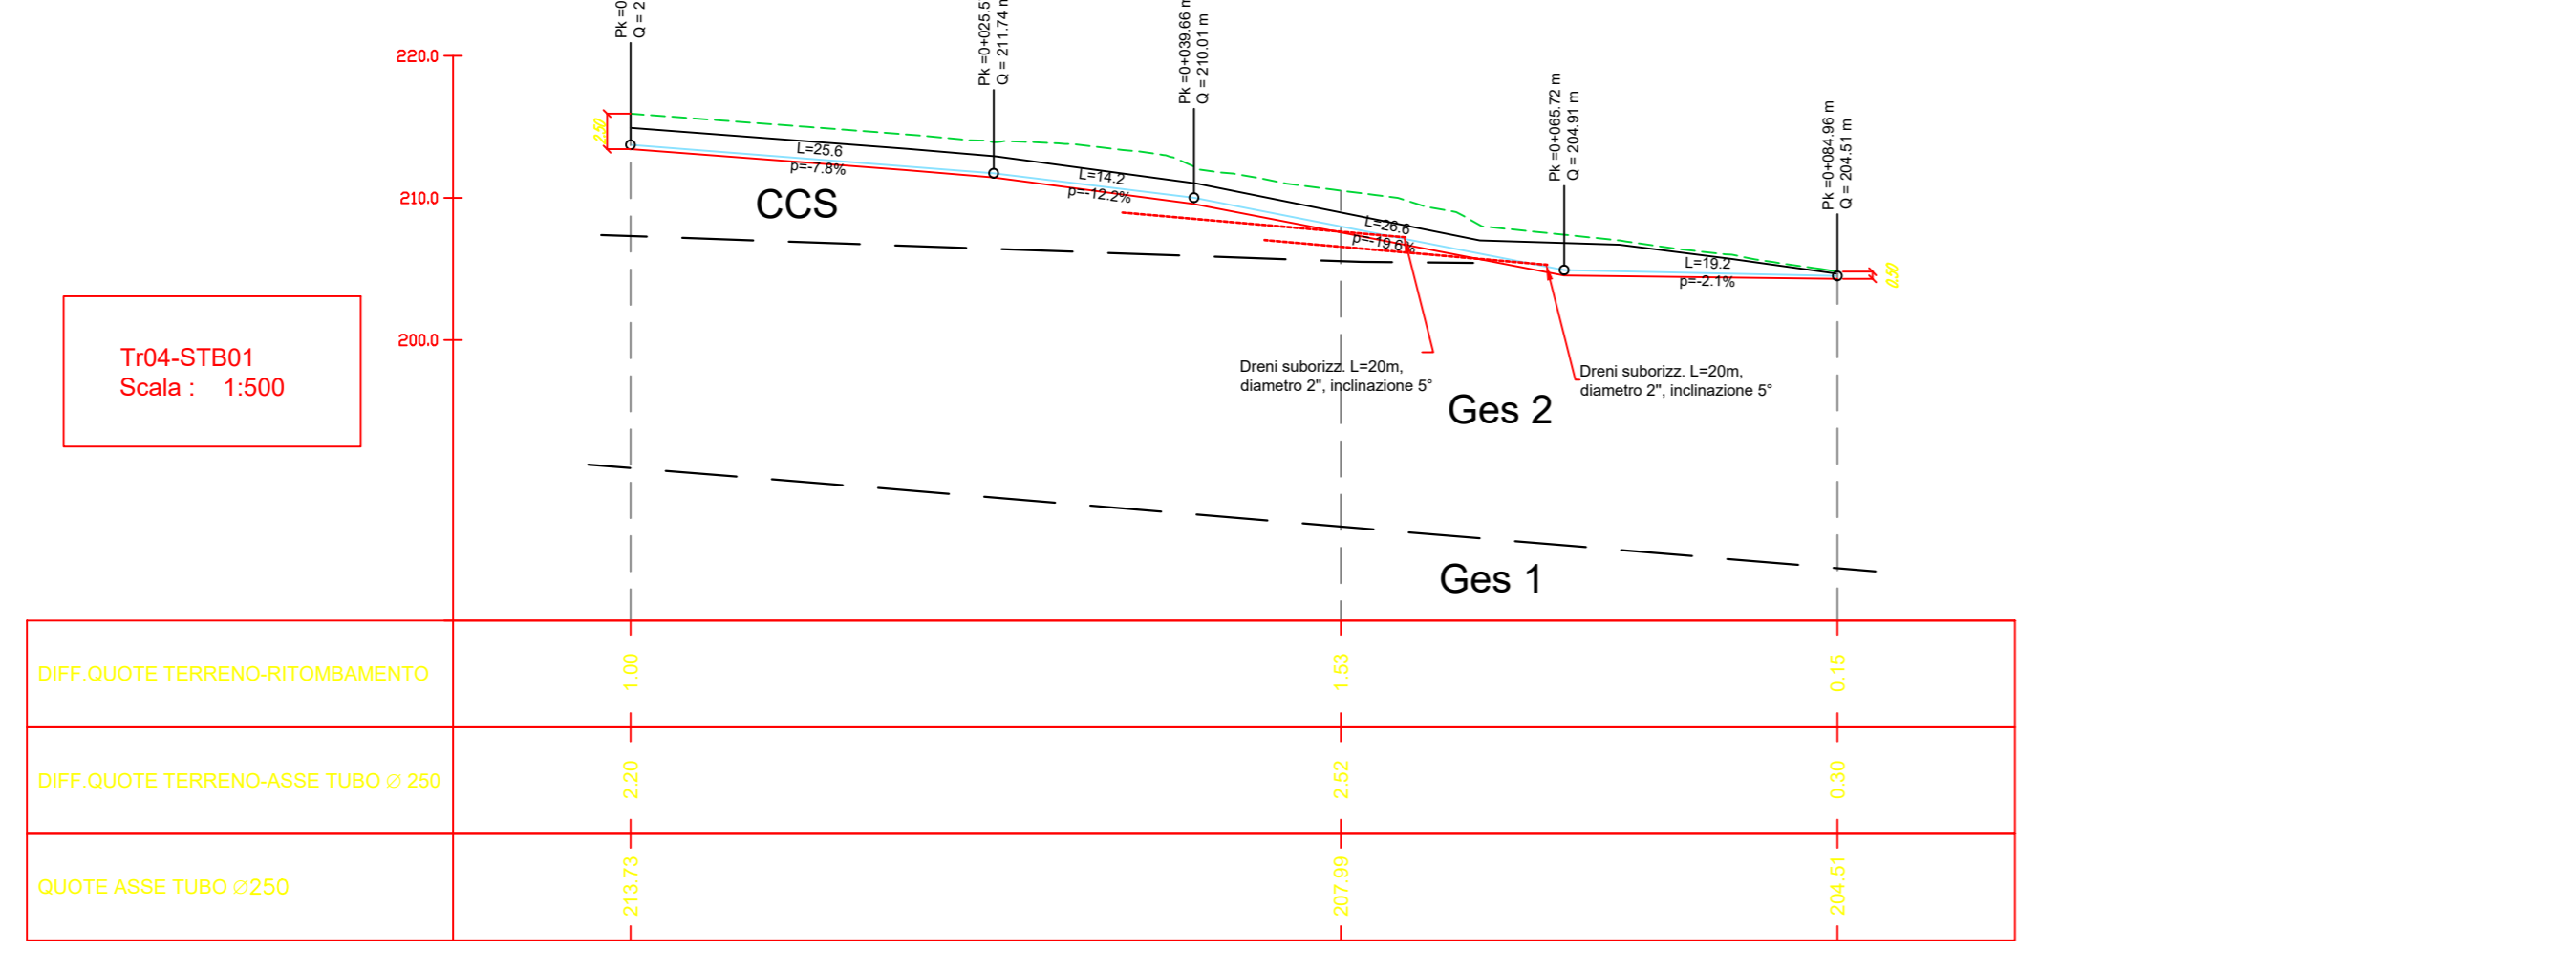 Pk =0
Q = 2
Pk =0+025.5
Q = 211.74 m
Pk =0+039.66 m
Q = 210.01 m
Pk =0+065.72 m
Q = 204.91 m
Pk =0+084.96 m
Q = 204.51 m
220.0
210.0
200.0
2.50
L=25.6
p=-7.8%
L=14.2
p=-12.2%
L=26.6
p=-19.6%
L=19.2
p=-2.1%
0.50
CCS
Tr04-STB01
Scala : 1:500
Dreni suborizz. L=20m,
diametro 2", inclinazione 5°
Dreni suborizz. L=20m,
diametro 2", inclinazione 5°
Ges 2
Ges 1
DIFF.QUOTE TERRENO-RITOMBAMENTO
1.00
1.53
0.15
DIFF.QUOTE TERRENO-ASSE TUBO ∅ 250
2.20
2.52
0.30
QUOTE ASSE TUBO ∅250
213.73
207.99
204.51